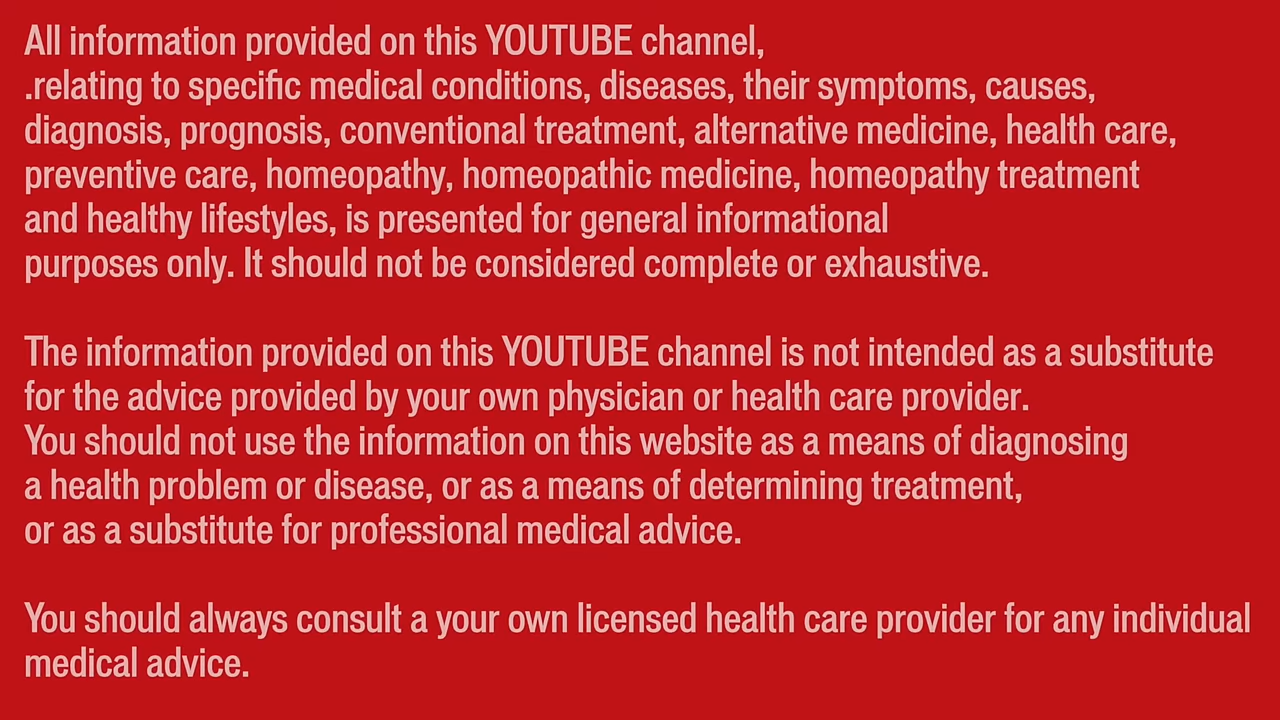 All information provided on this YOUTUBE channel,
.relating to specific medical conditions, diseases, their symptoms, causes,
diagnosis, prognosis, conventional treatment, alternative medicine, health care,
preventive care, homeopathy, homeopathic medicine, homeopathy treatment
and healthy lifestyles, is presented for general informational
purposes only. It should not be considered complete or exhaustive.
The information provided on this YOUTUBE channel is not intended as a substitute
for the advice provided by your own physician or health care provider.
You should not use the information on this website as a means of diagnosing
a health problem or disease, or as a means of determining treatment,
or as a substitute for professional medical advice.
You should always consult a your own licensed health care provider for any individual
medical advice.